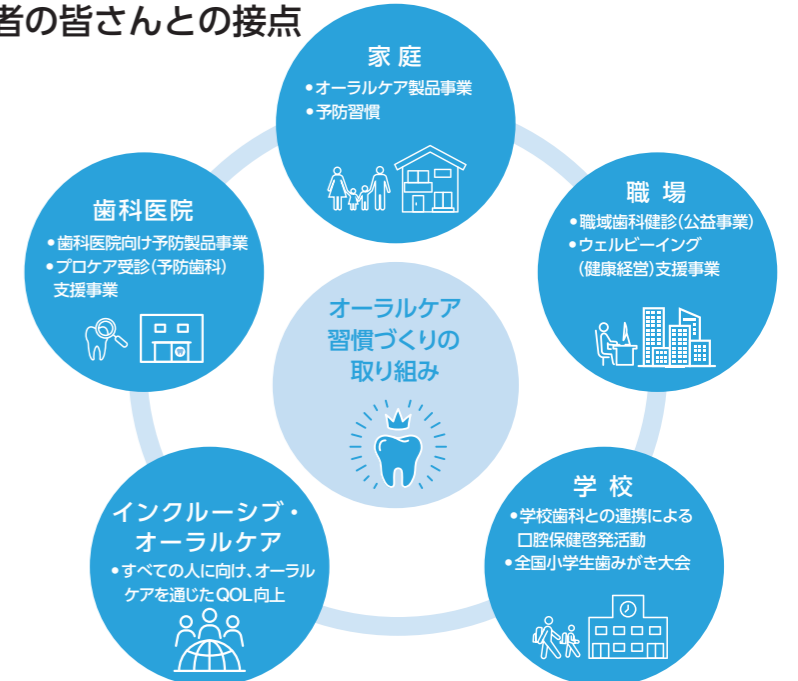 者の皆さんとの接点
家庭
•オーラルケア製品事業
•予防習慣
職場
•職域歯科健診(公益事業)
•ウェルビーイング
(健康経営)支援事業
歯科医院
•歯科医院向け予防製品事業
•プロケア受診(予防歯科)
支援事業
オーラルケア
習慣づくりの
取り組み
インクルーシブ・
オーラルケア
•すべての人に向け、オーラル
ケアを通じたQOL向上
学校
•学校歯科との連携による
口腔保健啓発活動
•全国小学生歯みがき大会